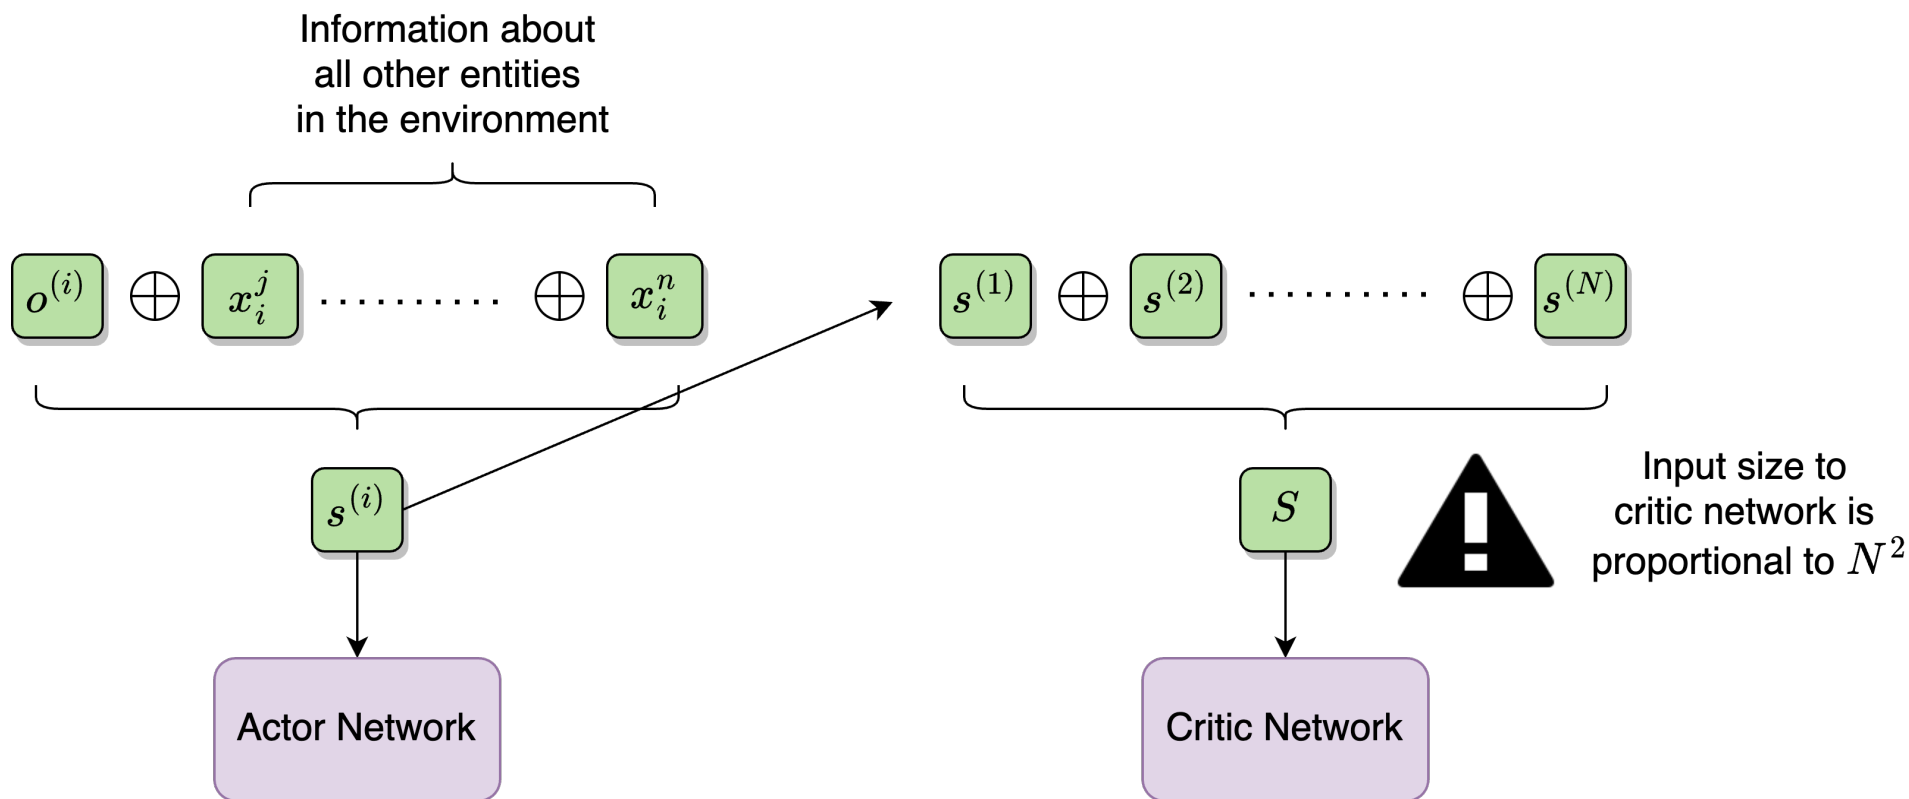 Information about
all other entities
in the environment
o^{(i)} ⊕ x_i^j .......... ⊕ x_i^n
s^{(1)} ⊕ s^{(2)} .......... ⊕ s^{(N)}
s^{(i)}
S
Input size to
critic network is
proportional to N^2
Actor Network
Critic Network